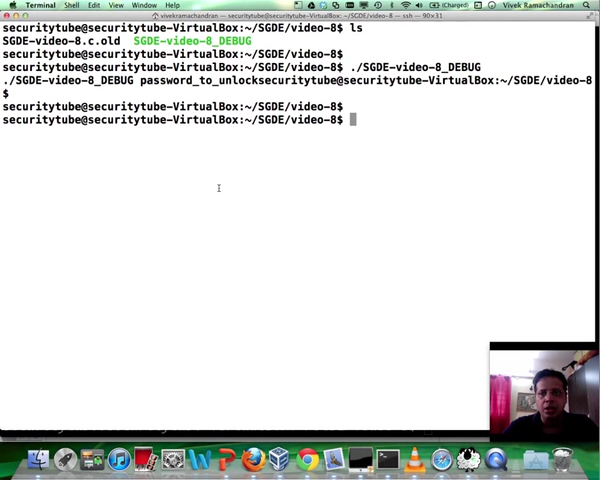 Terminal Shell Edit View Window Help (Charged) Vivek Ramachandran
vivekramachandran — securitytube@securitytube-VirtualBox: ~/SGDE/video-8 — ssh — 90×31
securitytube@securitytube-VirtualBox:~/SGDE/video-8$ ls
SGDE-video-8.c.old SGDE-video-8_DEBUG
securitytube@securitytube-VirtualBox:~/SGDE/video-8$
securitytube@securitytube-VirtualBox:~/SGDE/video-8$ ./SGDE-video-8_DEBUG
./SGDE-video-8_DEBUG password_to_unlocksecuritytube@securitytube-VirtualBox:~/SGDE/video-8
$
securitytube@securitytube-VirtualBox:~/SGDE/video-8$
securitytube@securitytube-VirtualBox:~/SGDE/video-8$